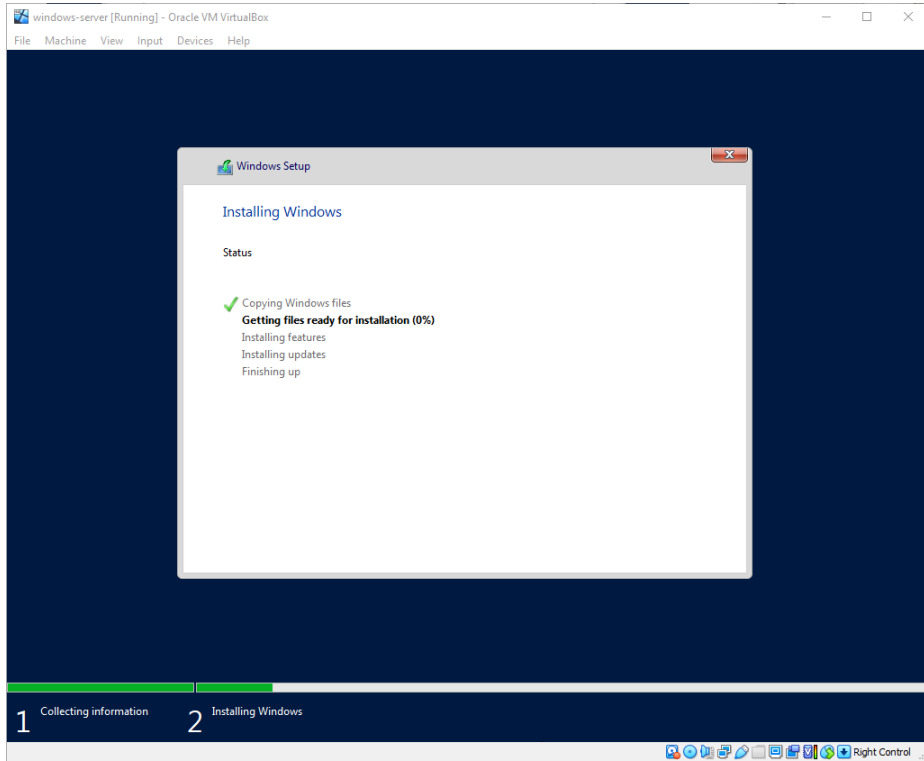 windows-server [Running] - Oracle VM VirtualBox
File Machine View Input Devices Help
Windows Setup
Installing Windows
Status
Copying Windows files
Getting files ready for installation (0%)
Installing features
Installing updates
Finishing up
1 Collecting information 2 Installing Windows
Right Control